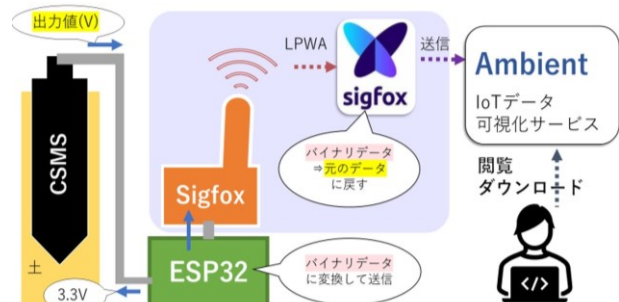 出力値(V)
CSMS
土
3.3V
Sigfox
ESP32
LPWA
sigfox
送信
バイナリデータ
⇒元のデータ
に戻す
バイナリデータ
に変換して送信
Ambient
IoTデータ
可視化サービス
閲覧
ダウンロード
</>